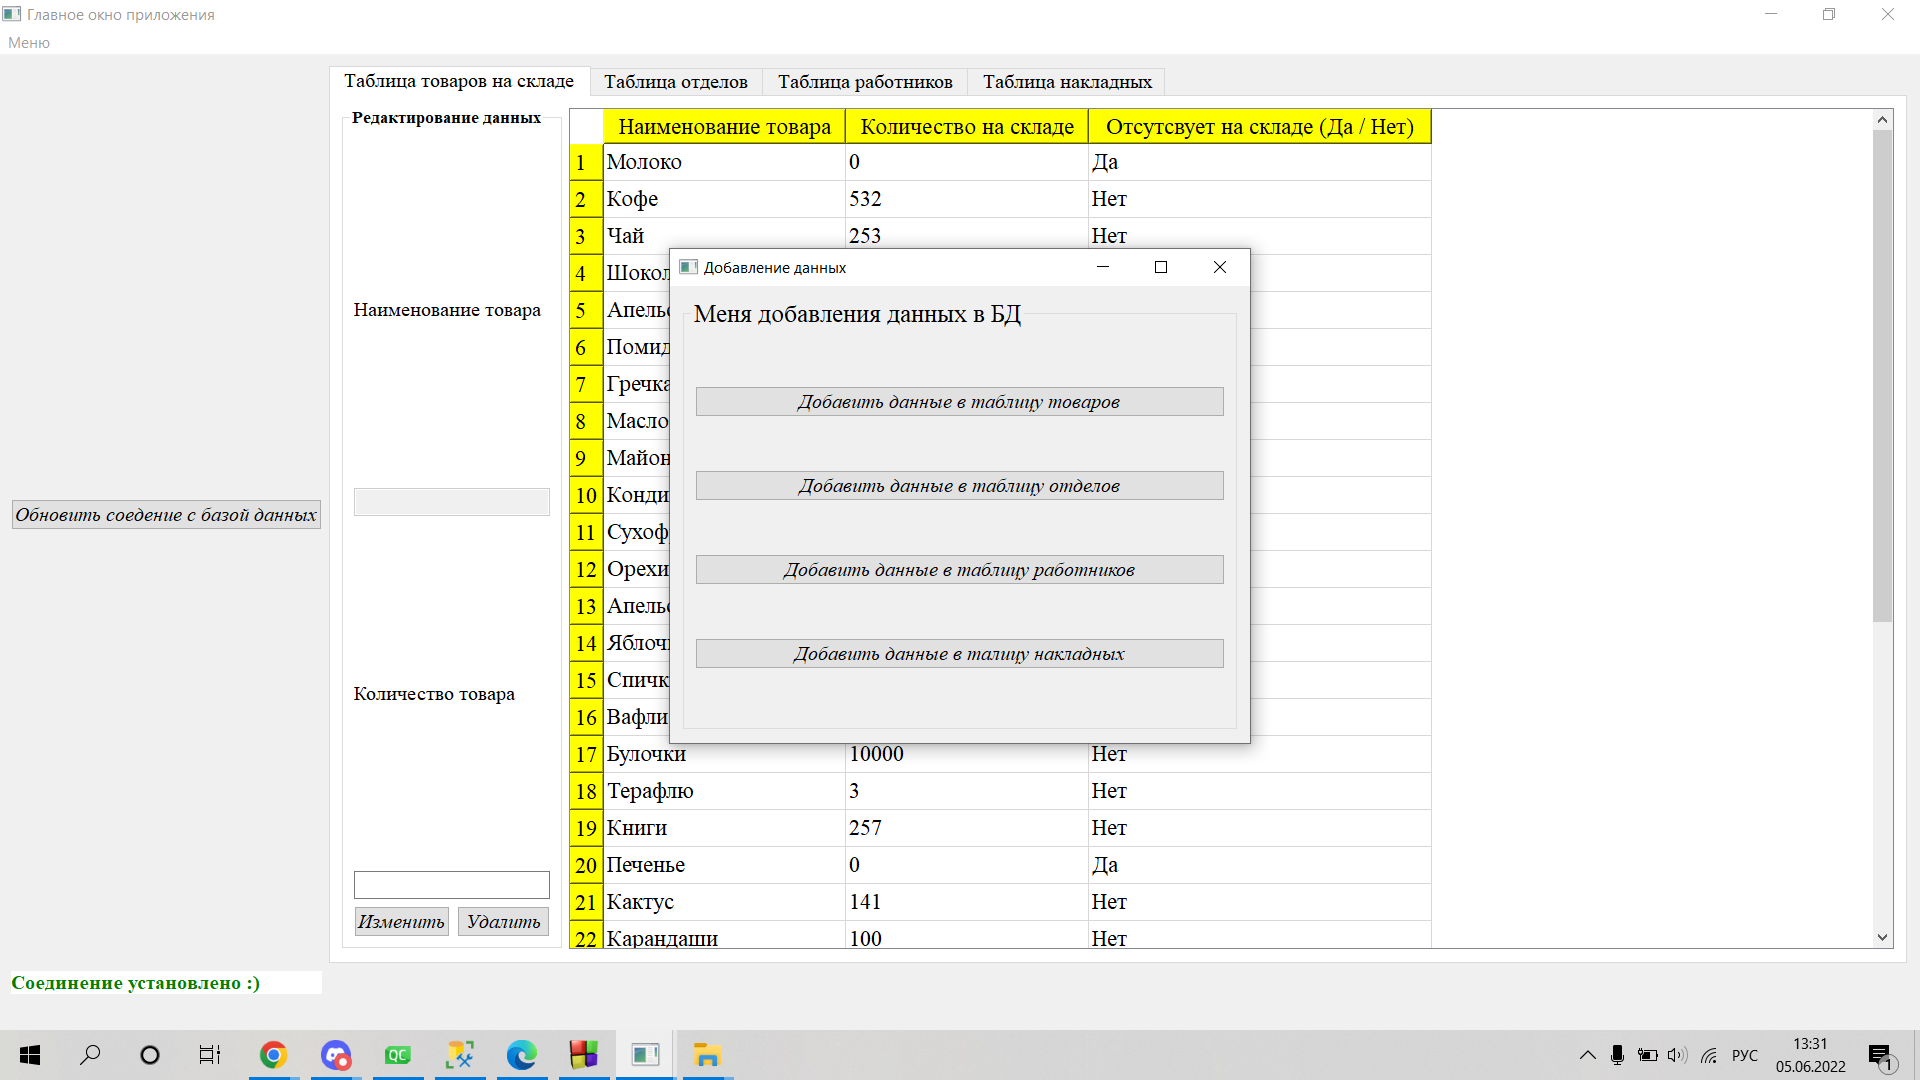 Главное окно приложения
Меню
Таблица товаров на складе
Таблица отделов
Таблица работников
Таблица накладных
Редактирование данных
Наименование товара
Количество на складе
Отсутсвует на складе (Да / Нет)
1 Молоко 0 Да
2 Кофе 532 Нет
3 Чай 253 Нет
4 Шокол
5 Апельс
6 Помид
7 Гречка
8 Масло
9 Майон
10 Конди
11 Сухоф
12 Орехи
13 Апельс
14 Яблоч
15 Спичк
16 Вафли
17 Булочки 10000 Нет
18 Терафлю 3 Нет
19 Книги 257 Нет
20 Печенье 0 Да
21 Кактус 141 Нет
22 Карандаши 100 Нет
Наименование товара
Количество товара
Изменить
Удалить
Обновить соедение с базой данных
Соединение установлено :)
Добавление данных
Меня добавления данных в БД
Добавить данные в таблицу товаров
Добавить данные в таблицу отделов
Добавить данные в таблицу работников
Добавить данные в талицу накладных
QC
РУС
13:31
05.06.2022
1